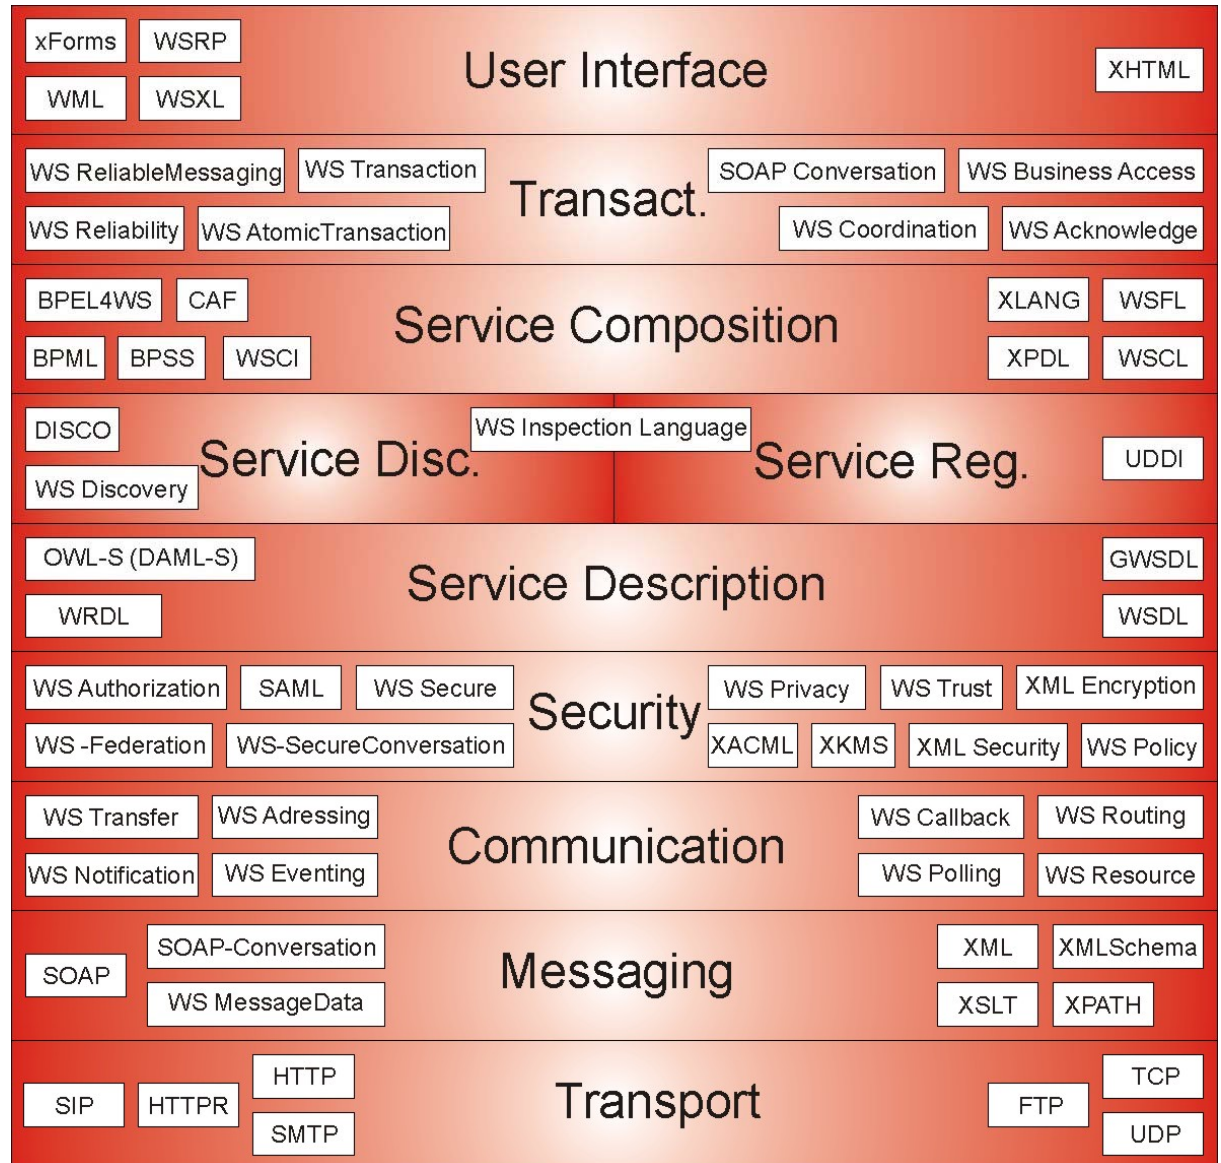 xForms
WSRP
WML
WSXL
User Interface
XHTML
WS ReliableMessaging
WS Transaction
WS Reliability
WS AtomicTransaction
Transact.
SOAP Conversation
WS Business Access
WS Coordination
WS Acknowledge
BPEL4WS
CAF
BPML
BPSS
WSCI
Service Composition
XLANG
WSFL
XPDL
WSCL
DISCO
WS Discovery
Service Disc.
WS Inspection Language
Service Reg.
UDDI
OWL-S (DAML-S)
WRDL
Service Description
GWSDL
WSDL
WS Authorization
SAML
WS Secure
WS -Federation
WS-SecureConversation
Security
WS Privacy
WS Trust
XML Encryption
XACML
XKMS
XML Security
WS Policy
WS Transfer
WS Adressing
WS Notification
WS Eventing
Communication
WS Callback
WS Routing
WS Polling
WS Resource
SOAP
SOAP-Conversation
WS MessageData
Messaging
XML
XMLSchema
XSLT
XPATH
SIP
HTTPR
HTTP
SMTP
Transport
FTP
TCP
UDP